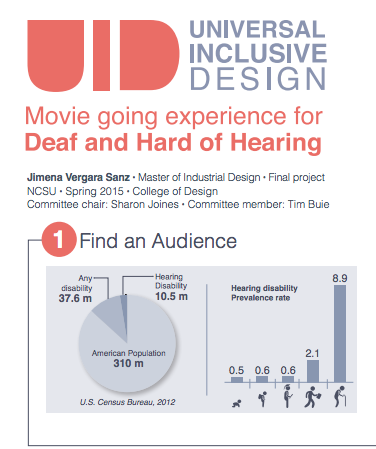 UID
UNIVERSAL
INCLUSIVE
DESIGN
Movie going experience for
Deaf and Hard of Hearing
Jimena Vergara Sanz • Master of Industrial Design • Final project
NCSU • Spring 2015 • College of Design
Committee chair: Sharon Joines • Committee member: Tim Buie
1 Find an Audience
Any
disability
37.6 m
Hearing
Disability
10.5 m
American Population
310 m
U.S. Census Bureau, 2012
Hearing disability
Prevalence rate
0.5 0.6 0.6 2.1 8.9